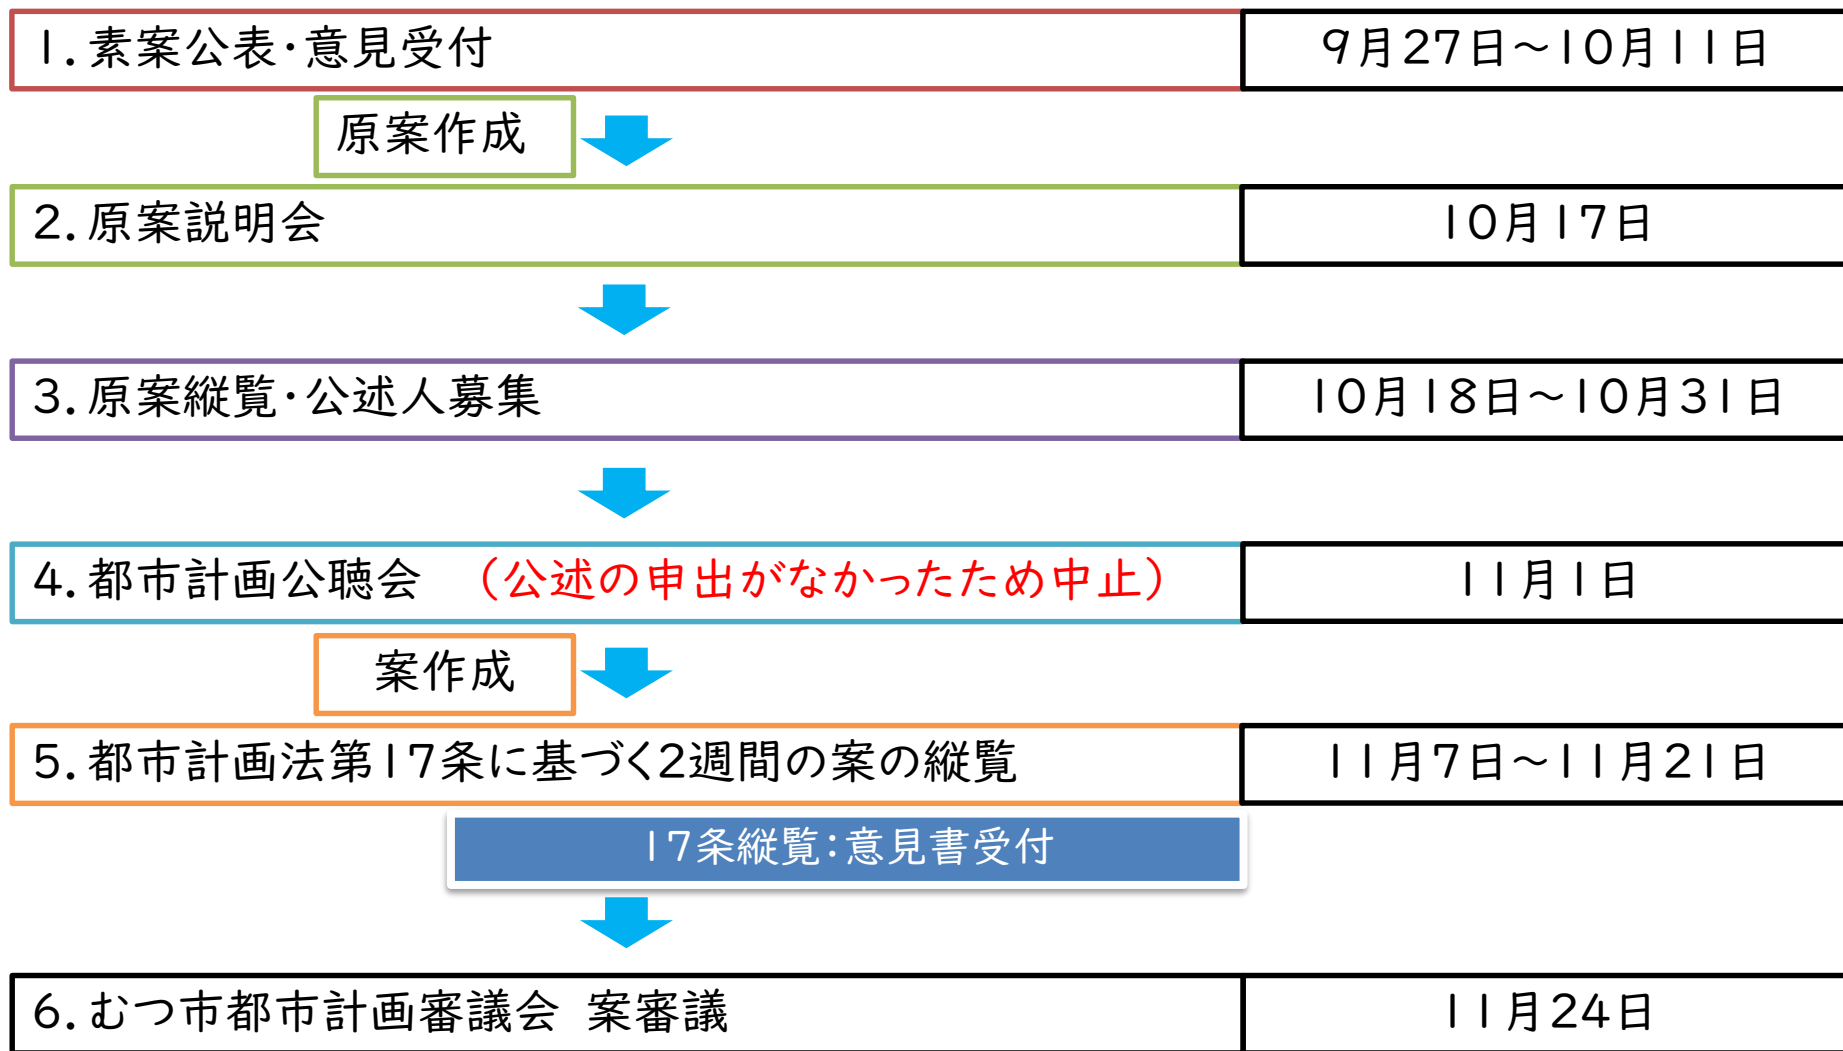 1.素案公表・意見受付
9月27日～10月11日
原案作成
2.原案説明会
10月17日
3.原案縦覧・公述人募集
10月18日～10月31日
4.都市計画公聴会　（公述の申出がなかったため中止）
11月1日
案作成
5.都市計画法第17条に基づく2週間の案の縦覧
11月7日～11月21日
17条縦覧：意見書受付
6.むつ市都市計画審議会 案審議
11月24日